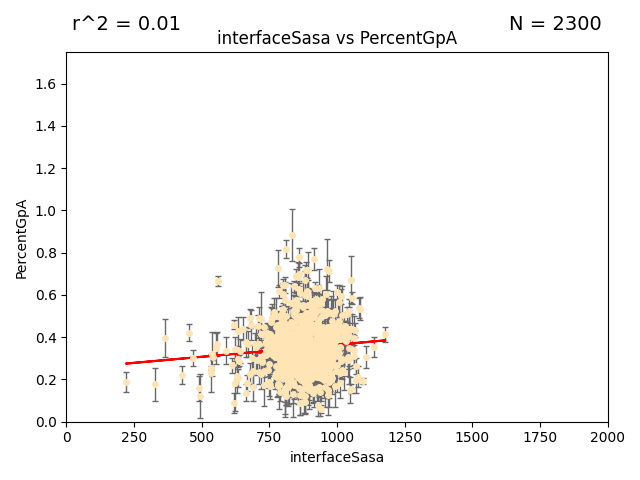 r^2 = 0.01
N = 2300
interfaceSasa vs PercentGpA
PercentGpA
1.6
1.4
1.2
1.0
0.8
0.6
0.4
0.2
0.0
0 250 500 750 1000 1250 1500 1750 2000
interfaceSasa